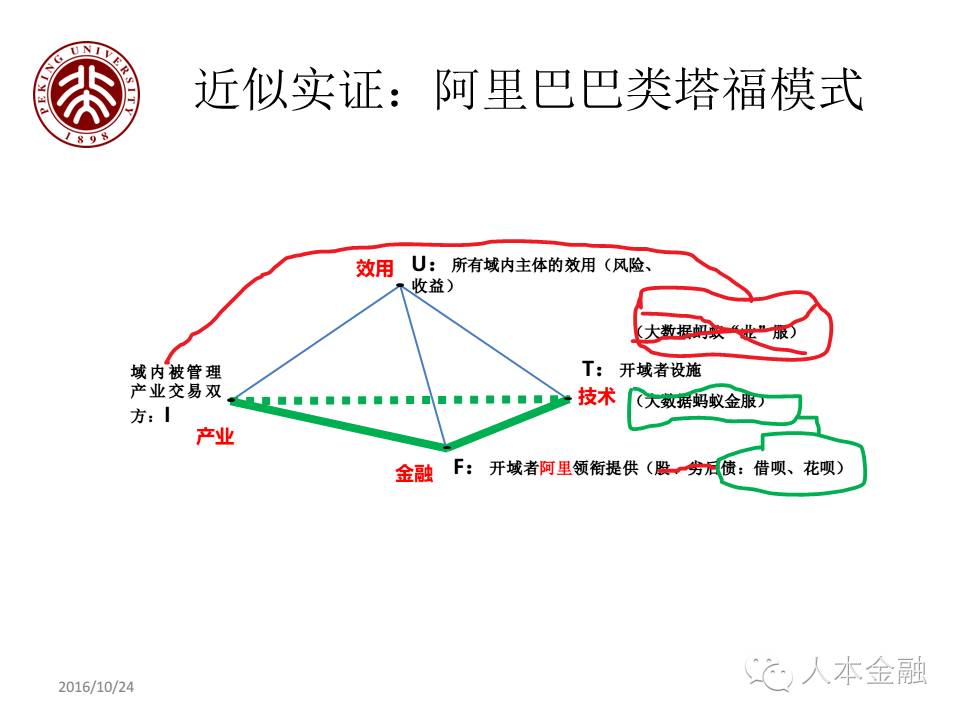 PEKING UNIVERSITY
1898
近似实证：阿里巴巴类塔福模式
效用
U：所有域内主体的效用（风险、
收益）
（大数据蚂蚁“业”服）
域内被管理
产业交易双
方：I
T：开域者设施
技术
（大数据蚂蚁金服）
产业
金融
F：开域者阿里领衔提供（股、劣后债：借呗、花呗）
2016/10/24
人本金融